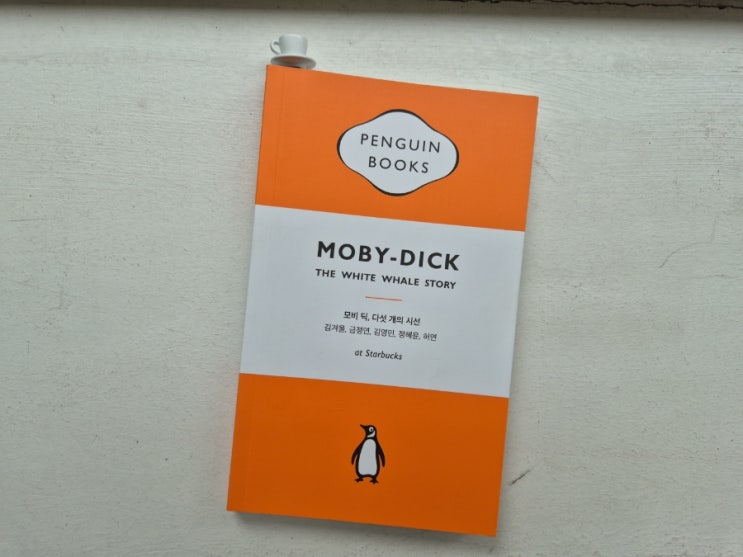 PENGUIN
BOOKS
MOBY-DICK
THE WHITE WHALE STORY
모비 딕, 다섯 개의 시선
김겨울, 금정연, 김영민, 정혜윤, 허연
at Starbucks